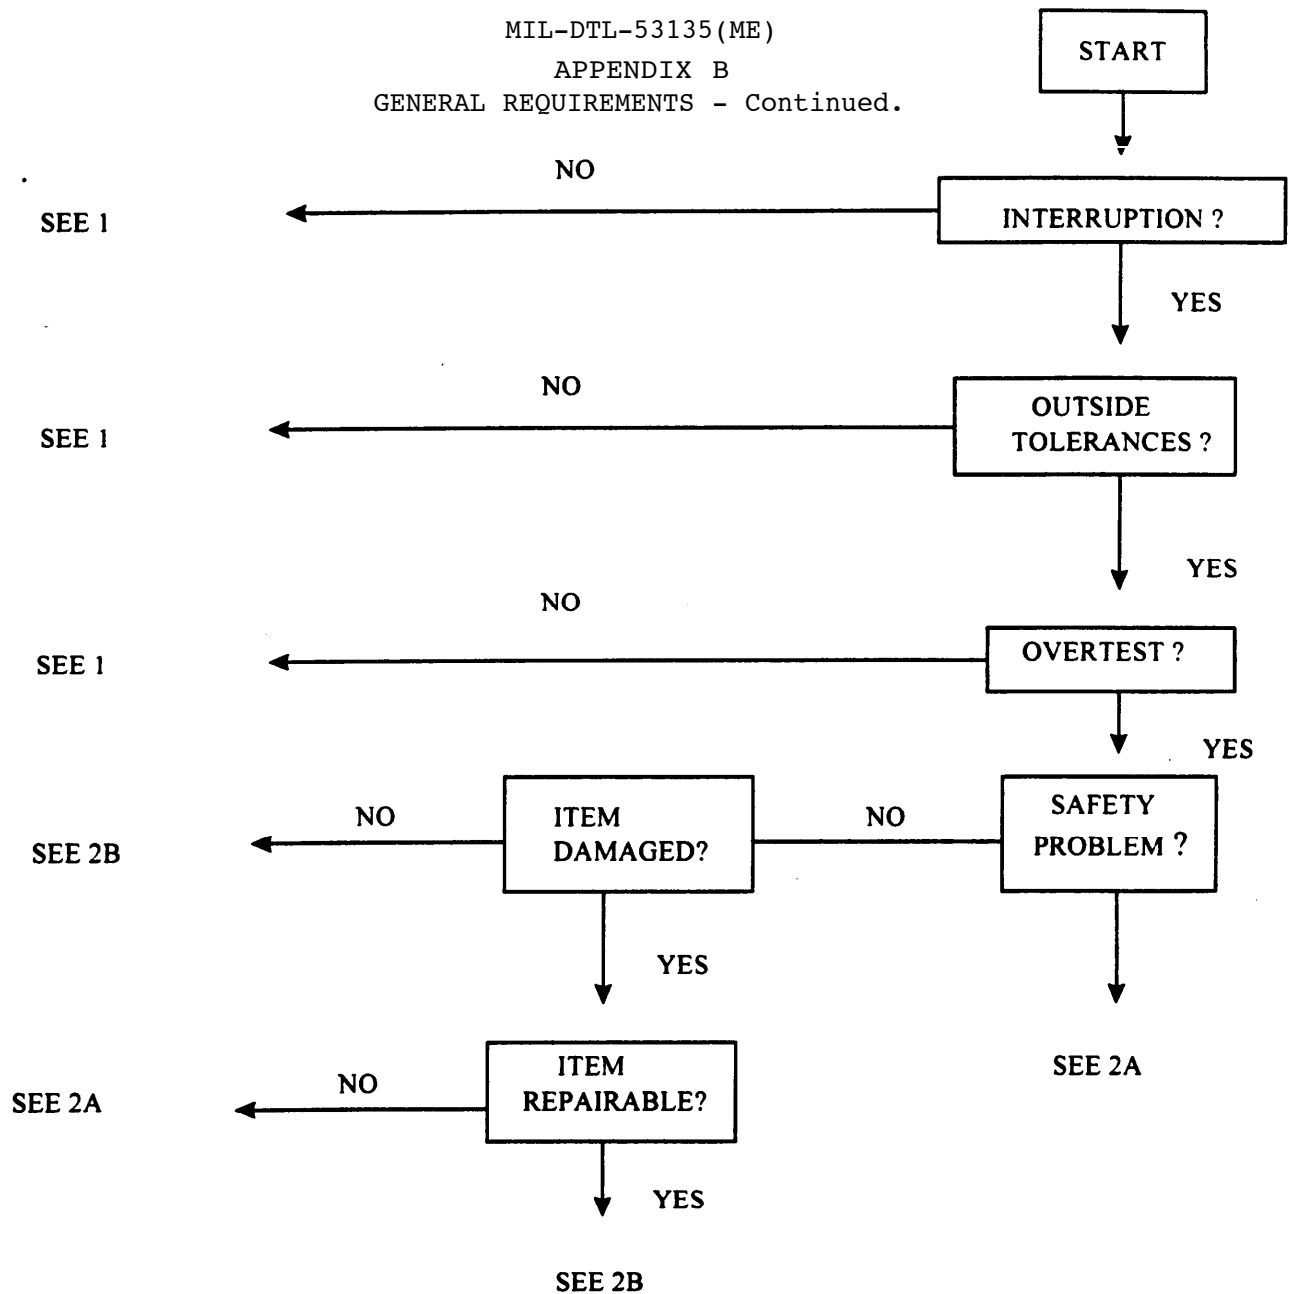 MIL-DTL-53135(ME)
APPENDIX B
GENERAL REQUIREMENTS - Continued.
START
NO
SEE 1
INTERRUPTION ?
YES
NO
SEE 1
OUTSIDE
TOLERANCES ?
YES
NO
SEE 1
OVERTEST ?
YES
SEE 2B
NO
ITEM
DAMAGED?
NO
SAFETY
PROBLEM ?
YES
SEE 2A
NO
ITEM
REPAIRABLE?
SEE 2A
YES
SEE 2B